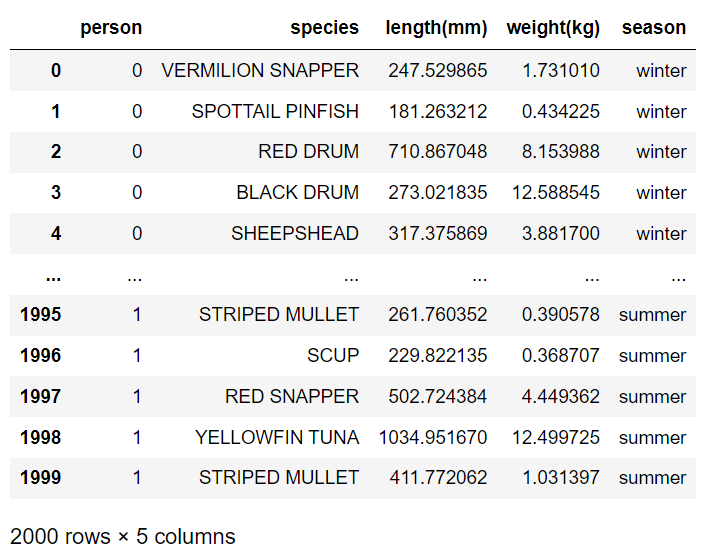 person species length(mm) weight(kg) season
0 0 VERMILION SNAPPER 247.529865 1.731010 winter
1 0 SPOTTAIL PINFISH 181.263212 0.434225 winter
2 0 RED DRUM 710.867048 8.153988 winter
3 0 BLACK DRUM 273.021835 12.588545 winter
4 0 SHEEPSHEAD 317.375869 3.881700 winter
... ... ... ... ... ...
1995 1 STRIPED MULLET 261.760352 0.390578 summer
1996 1 SCUP 229.822135 0.368707 summer
1997 1 RED SNAPPER 502.724384 4.449362 summer
1998 1 YELLOWFIN TUNA 1034.951670 12.499725 summer
1999 1 STRIPED MULLET 411.772062 1.031397 summer
2000 rows × 5 columns